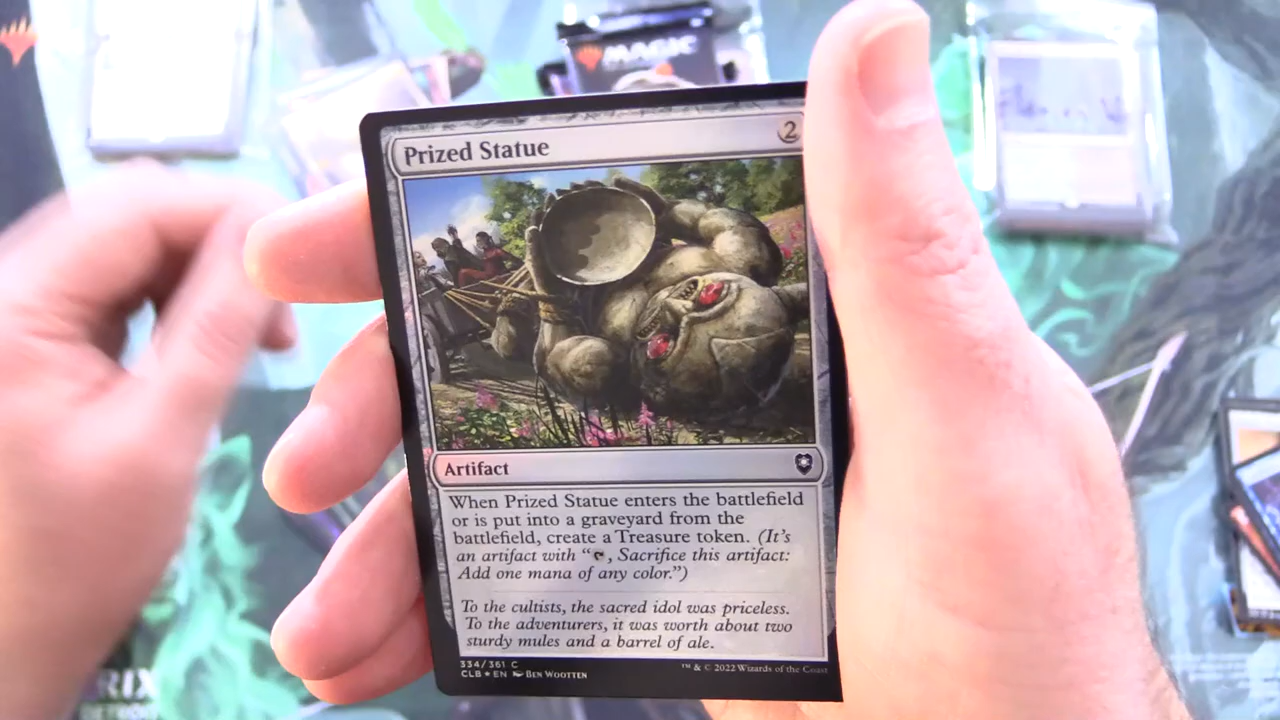 MAGIC
Prized Statue
2
Artifact
When Prized Statue enters the battlefield
or is put into a graveyard from the
battlefield, create a Treasure token. (It's
an artifact with “, Sacrifice this artifact:
Add one mana of any color.”)
To the cultists, the sacred idol was priceless.
To the adventurers, it was worth about two
sturdy mules and a barrel of ale.
334/361 C
CLB ★ EN BEN WOOTTEN
™ & © 2022 Wizards of the Coast
RIX